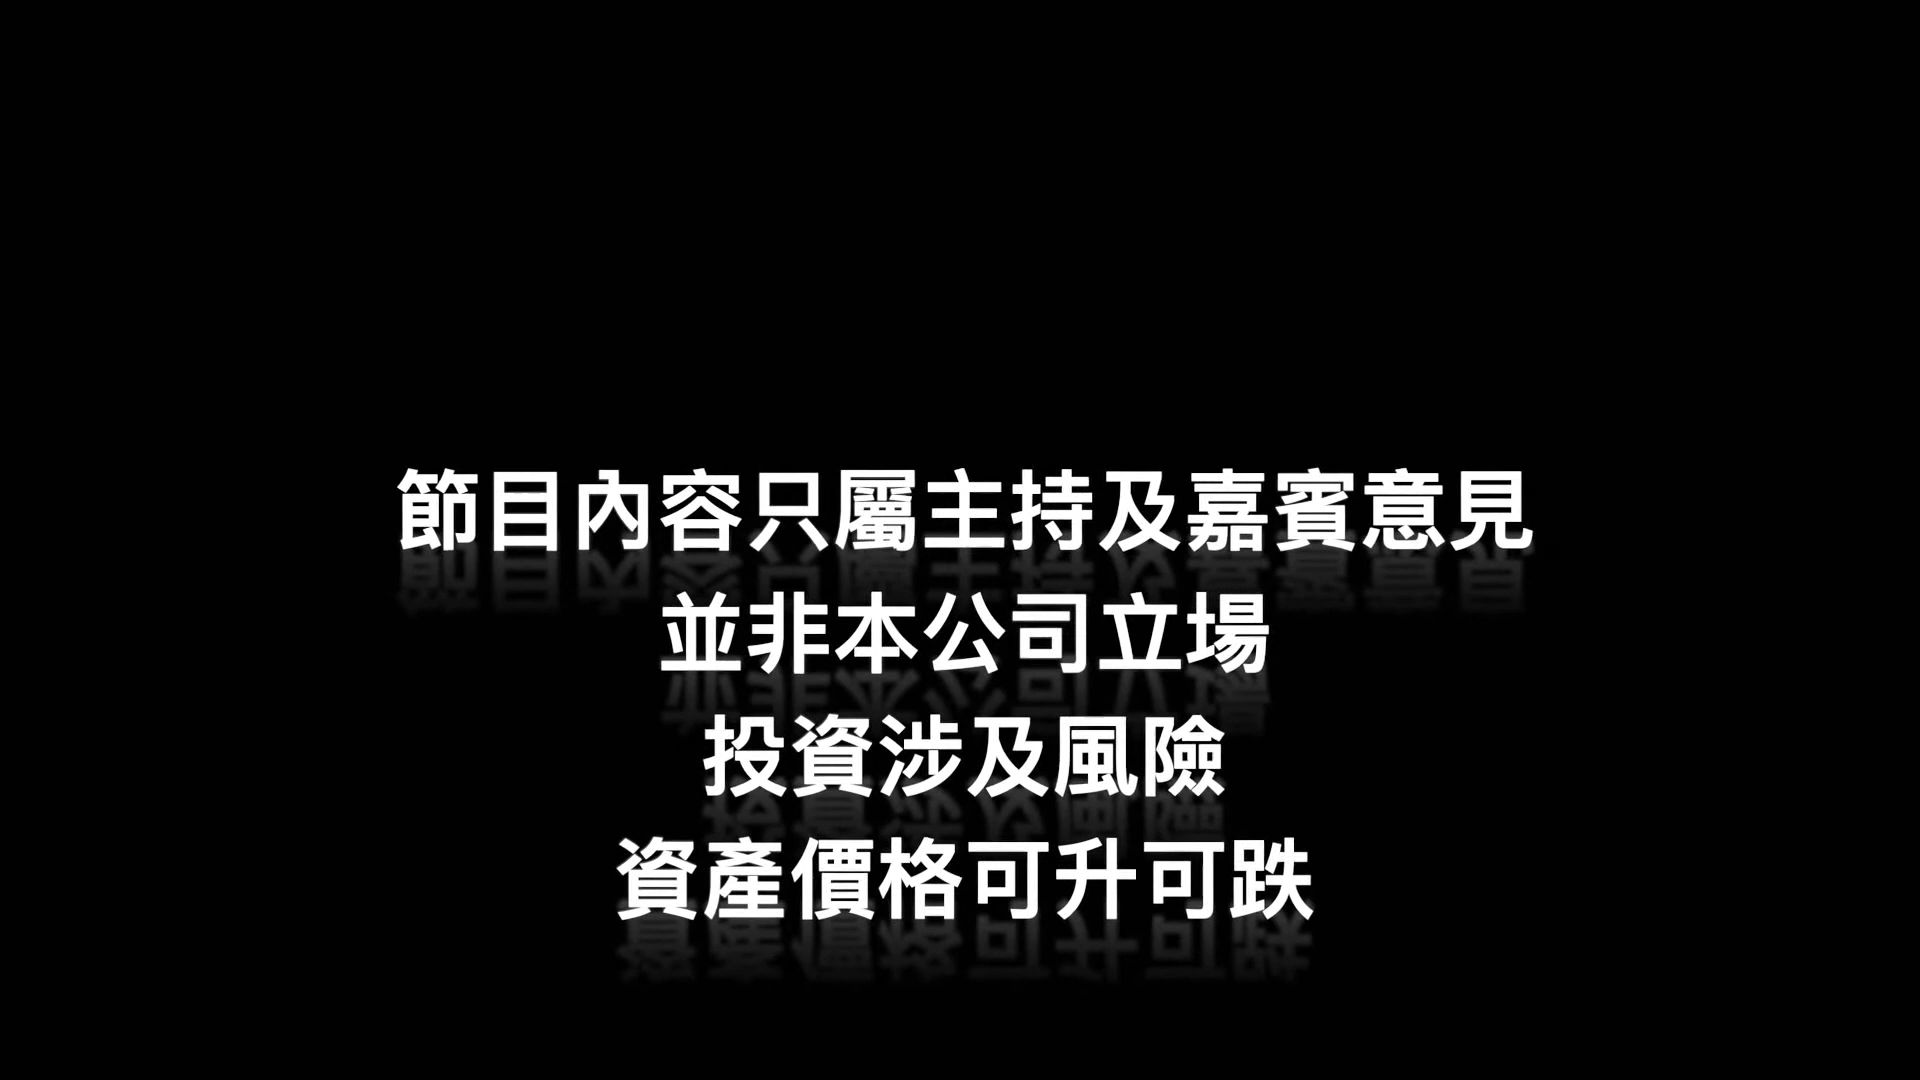 節目內容只屬主持及嘉賓意見
並非本公司立場
投資涉及風險
資產價格可升可跌